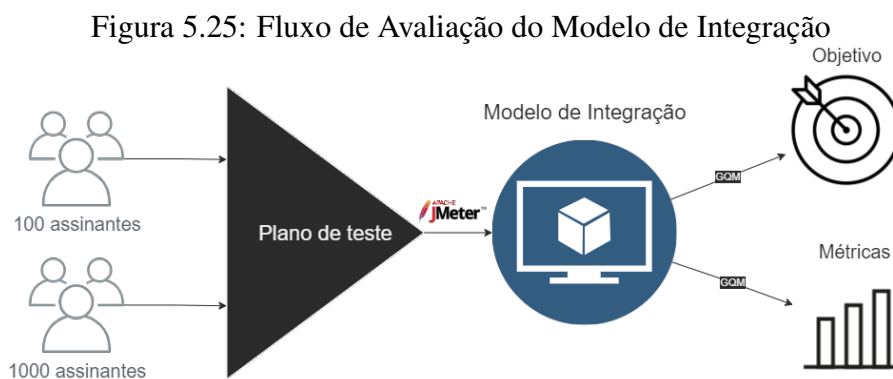 Figura 5.25: Fluxo de Avaliação do Modelo de Integração
Objetivo
Modelo de Integração
GQM
100 assinantes
APACHE
JMeter™
Plano de teste
Métricas
GQM
1000 assinantes